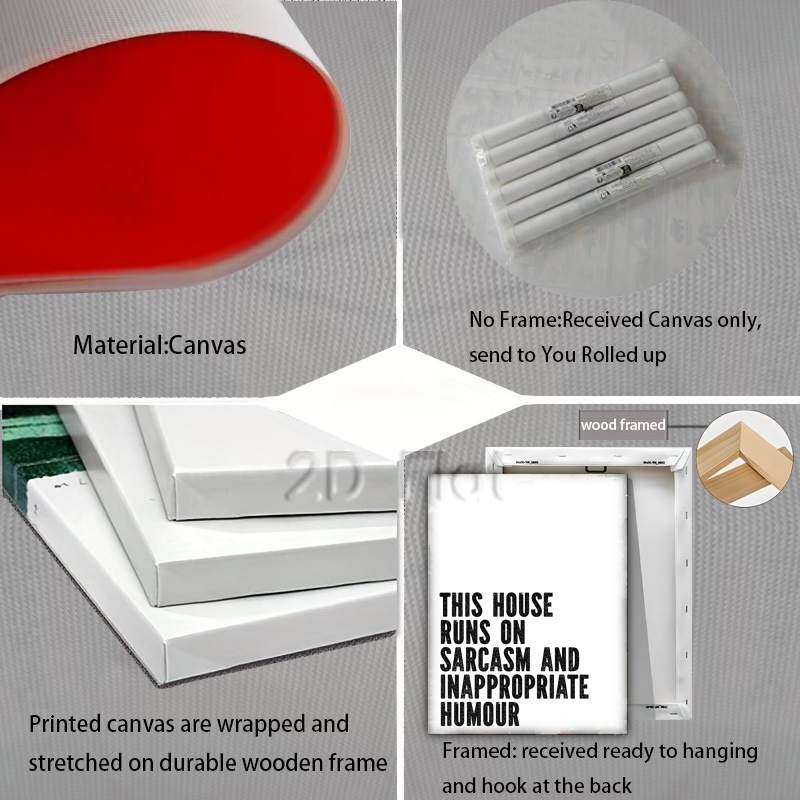 Material:Canvas
No Frame:Received Canvas only,
send to You Rolled up
2D Flat
wood framed
THIS HOUSE
RUNS ON
SARCASM AND
INAPPROPRIATE
HUMOUR
Printed canvas are wrapped and
stretched on durable wooden frame
Framed: received ready to hanging
and hook at the back